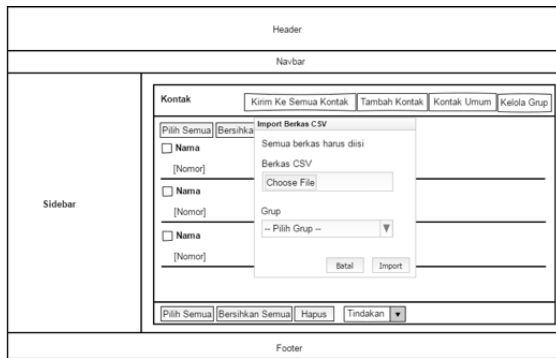 Header
Navbar
Sidebar
Kontak
Kirim Ke Semua Kontak Tambah Kontak Kontak Umum Kelola Grup
Pilih Semua Bersihka
Nama
[Nomor]
Nama
[Nomor]
Nama
[Nomor]
Import Berkas CSV
Semua berkas harus diisi
Berkas CSV
Choose File
Grup
-- Pilih Grup --
Batal Import
Pilih Semua Bersihkan Semua Hapus Tindakan
Footer